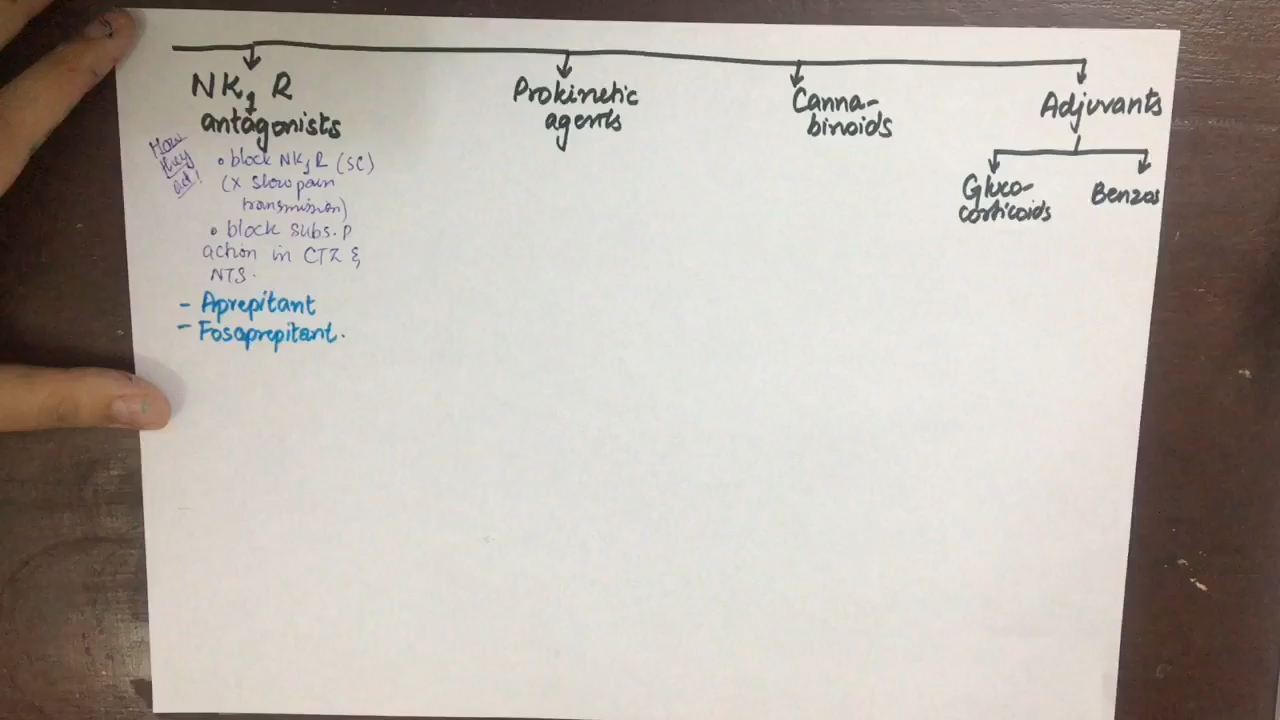 NK1 R
antagonists
How
they
act!
• block NK1R (SC)
(x slow pain
transmission)
• block subs. P
action in CTZ &
NTS.
- Aprepitant
- Fosaprepitant.
Prokinetic
agents
Canna-
binoids
Adjuvants
Gluco-
corticoids
Benzos